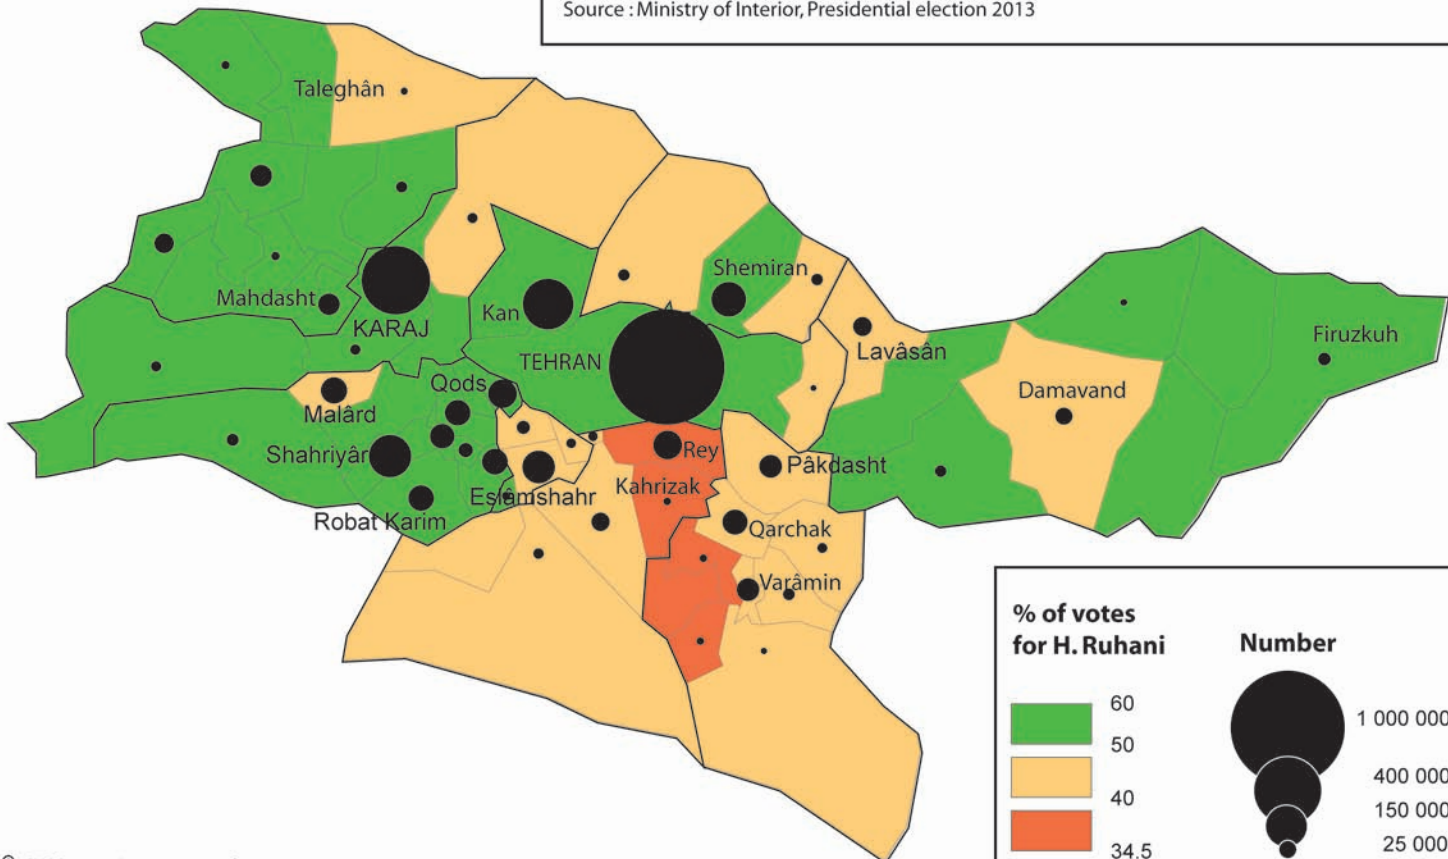 Source : Ministry of Interior, Presidential election 2013
Taleghân
Shemiran
Mahdasht
Kan
KARAJ
Firuzkuh
Lavâsân
TEHRAN
Qods
Damavand
Malârd
Shahriyâr
Rey
Pâkdasht
Kahrizak
Eslâmshahr
Robat Karim
Qarchak
Varâmin
% of votes
for H. Ruhani
Number
60
50
40
34.5
1 000 000
400 000
150 000
25 000